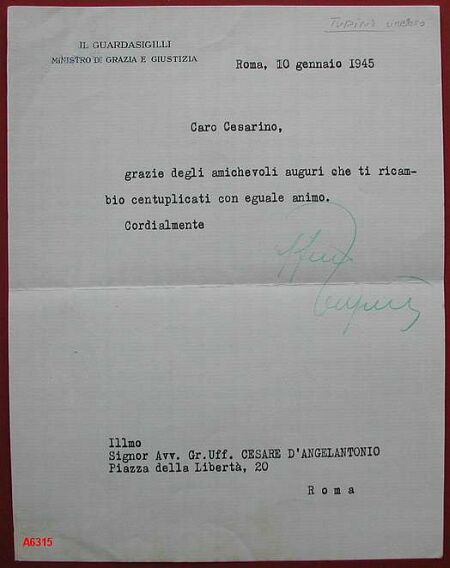 IL GUARDASIGILLI
MINISTRO DI GRAZIA E GIUSTIZIA
Roma, 10 gennaio 1945
Caro Cesarino,
grazie degli amichevoli auguri che ti ricam-
bio centuplicati con eguale animo.
Cordialmente
Illmo
Signor Avv. Gr.Uff. CESARE D'ANGELANTONIO
Piazza della Libertà, 20
Roma
A6315